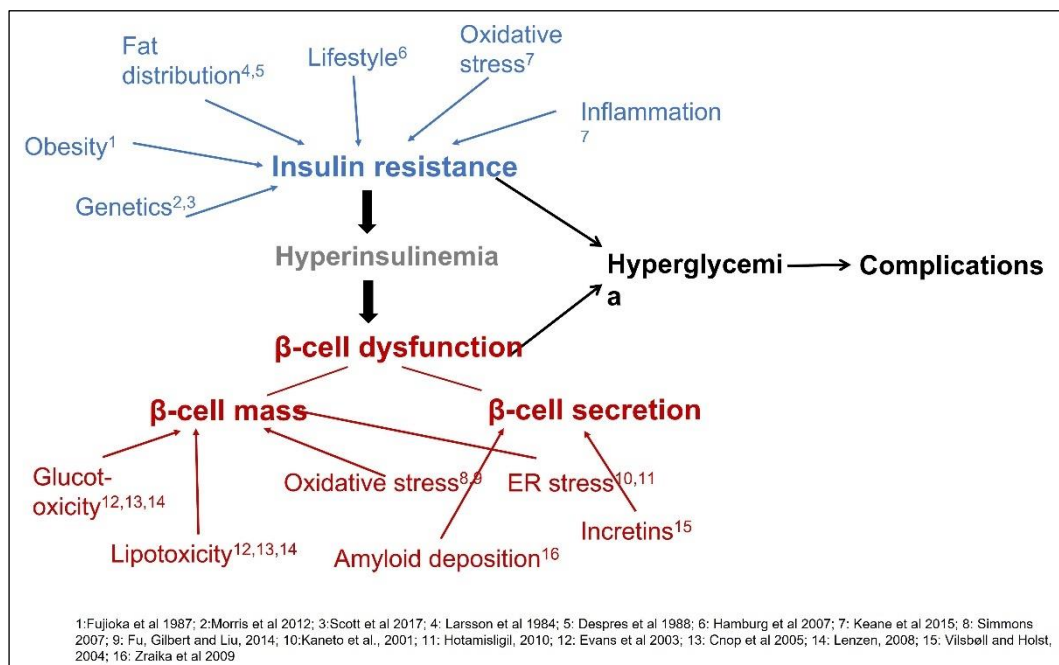 Fat
distribution4,5
Lifestyle6
Oxidative
stress7
Inflammation
7
Obesity1
Insulin resistance
Genetics2,3
Hyperinsulinemia
Hyperglycemi
a
Complications
β-cell dysfunction
β-cell mass
β-cell secretion
Glucot-
oxicity12,13,14
Oxidative stress8,9
ER stress10,11
Incretins15
Lipotoxicity12,13,14
Amyloid deposition16
1:Fujioka et al 1987; 2:Morris et al 2012; 3:Scott et al 2017; 4: Larsson et al 1984; 5: Despres et al 1988; 6: Hamburg et al 2007; 7: Keane et al 2015; 8: Simmons
2007; 9: Fu, Gilbert and Liu, 2014; 10:Kaneto et al., 2001; 11: Hotamisligil, 2010; 12: Evans et al 2003; 13: Cnop et al 2005; 14: Lenzen, 2008; 15: Vilsbøll and Holst,
2004; 16: Zraika et al 2009